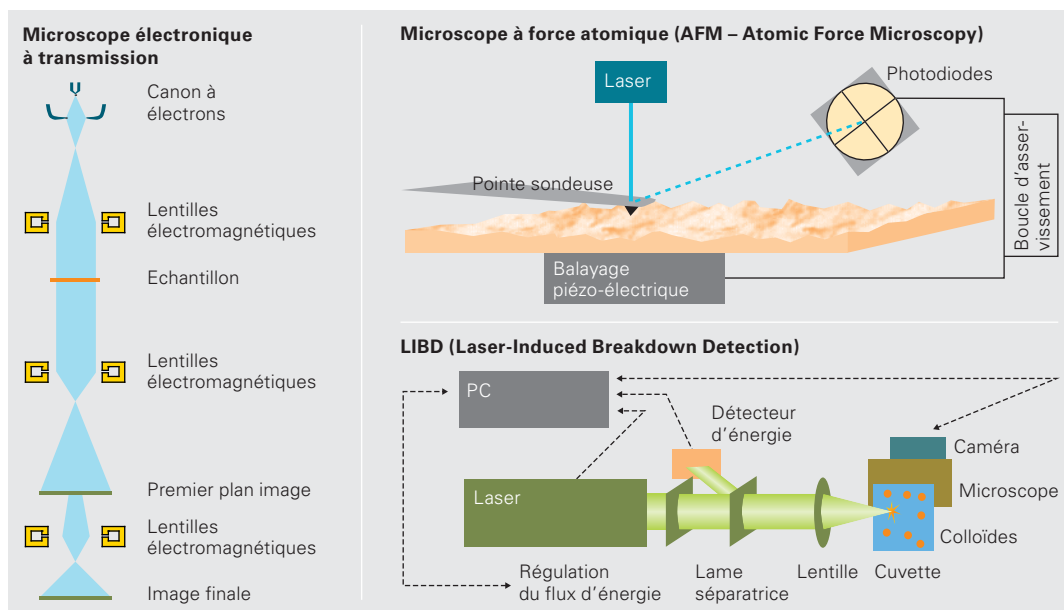 Microscope électronique
à transmission
Canon à
électrons
Lentilles
électromagnétiques
Echantillon
Lentilles
électromagnétiques
Premier plan image
Lentilles
électromagnétiques
Image finale
Microscope à force atomique (AFM – Atomic Force Microscopy)
Laser
Photodiodes
Pointe sondeuse
Boucle d'asser-
vissement
Balayage
piézo-électrique
LIBD (Laser-Induced Breakdown Detection)
PC
Détecteur
d'énergie
Caméra
Laser
Microscope
Colloïdes
Régulation
du flux d'énergie
Lame
séparatrice
Lentille
Cuvette